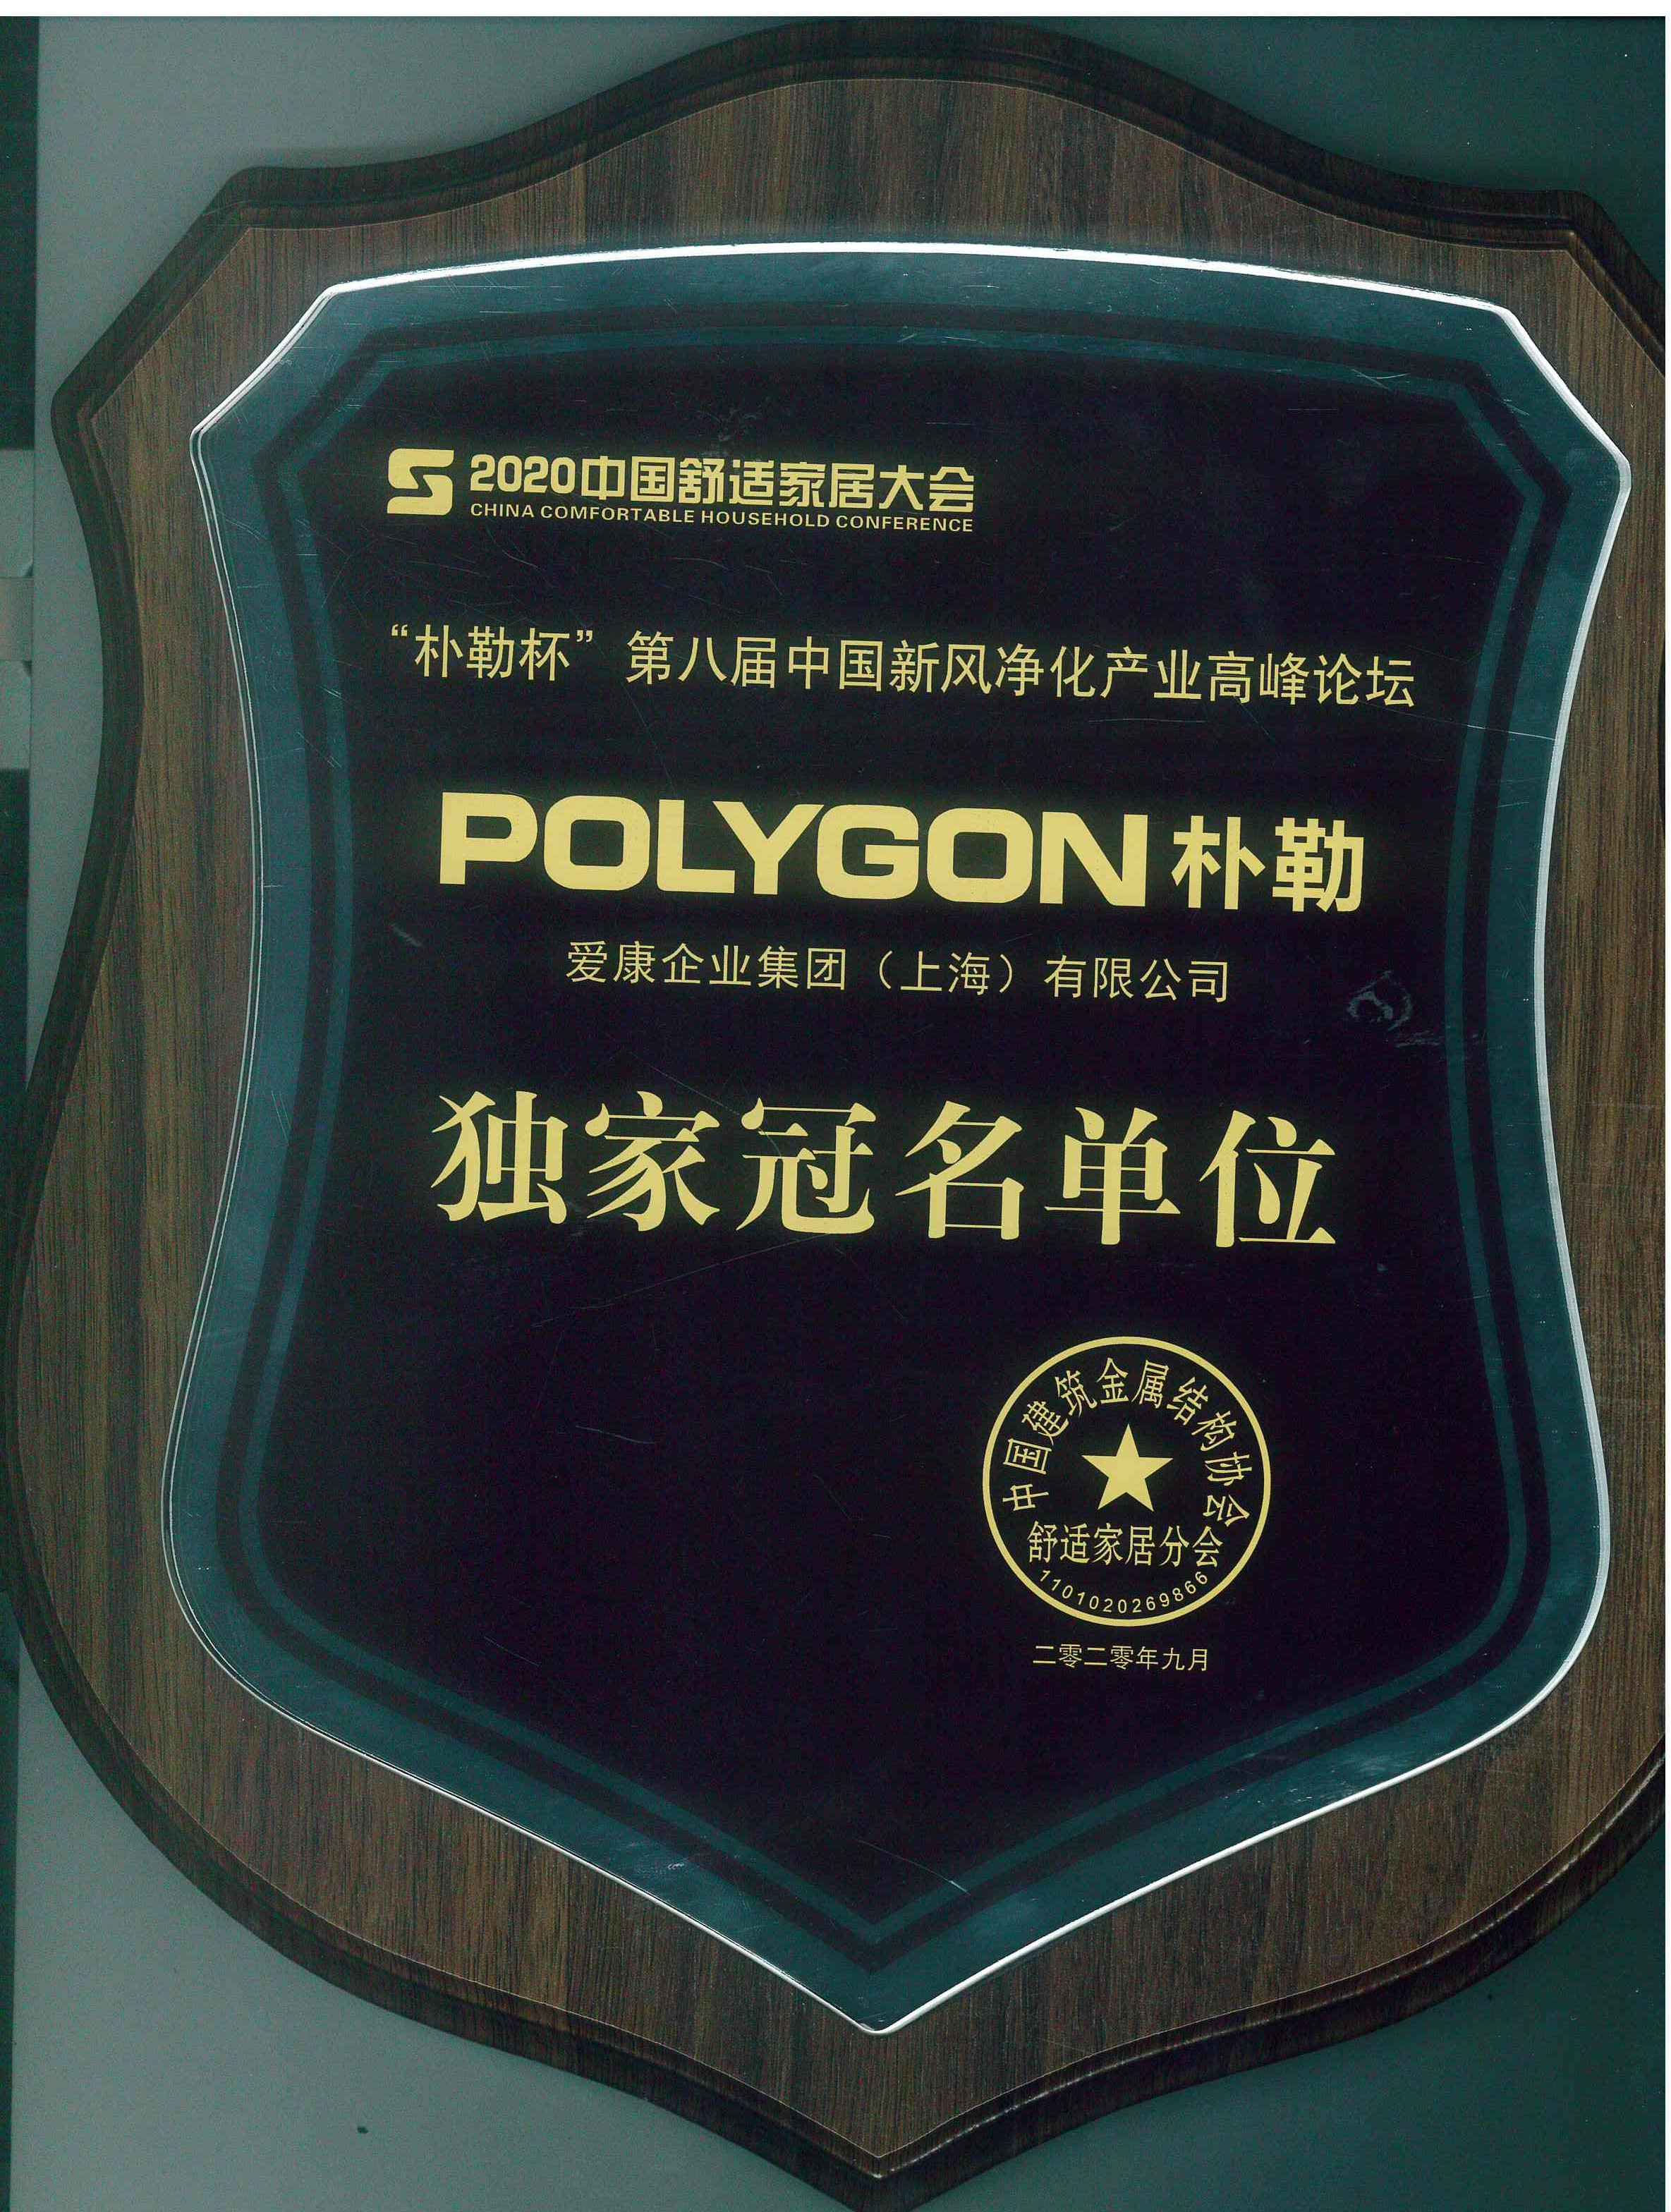 2020中国舒适家居大会
CHINA COMFORTABLE HOUSEHOLD CONFERENCE
“朴勒杯”第八届中国新风净化产业高峰论坛
POLYGON 朴勒
爱康企业集团（上海）有限公司
独家冠名单位
中国建筑金属结构协会
舒适家居分会
1101020269866
二零二零年九月